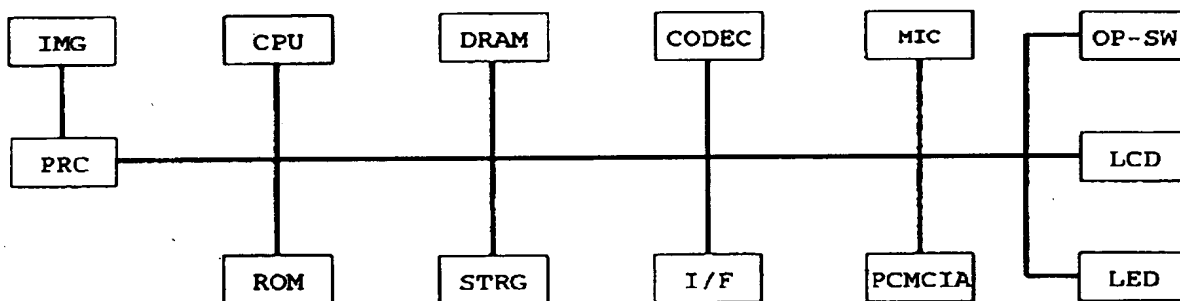 IMG CPU DRAM CODEC MIC OP-SW
PRC LCD
ROM STRG I/F PCMCIA LED